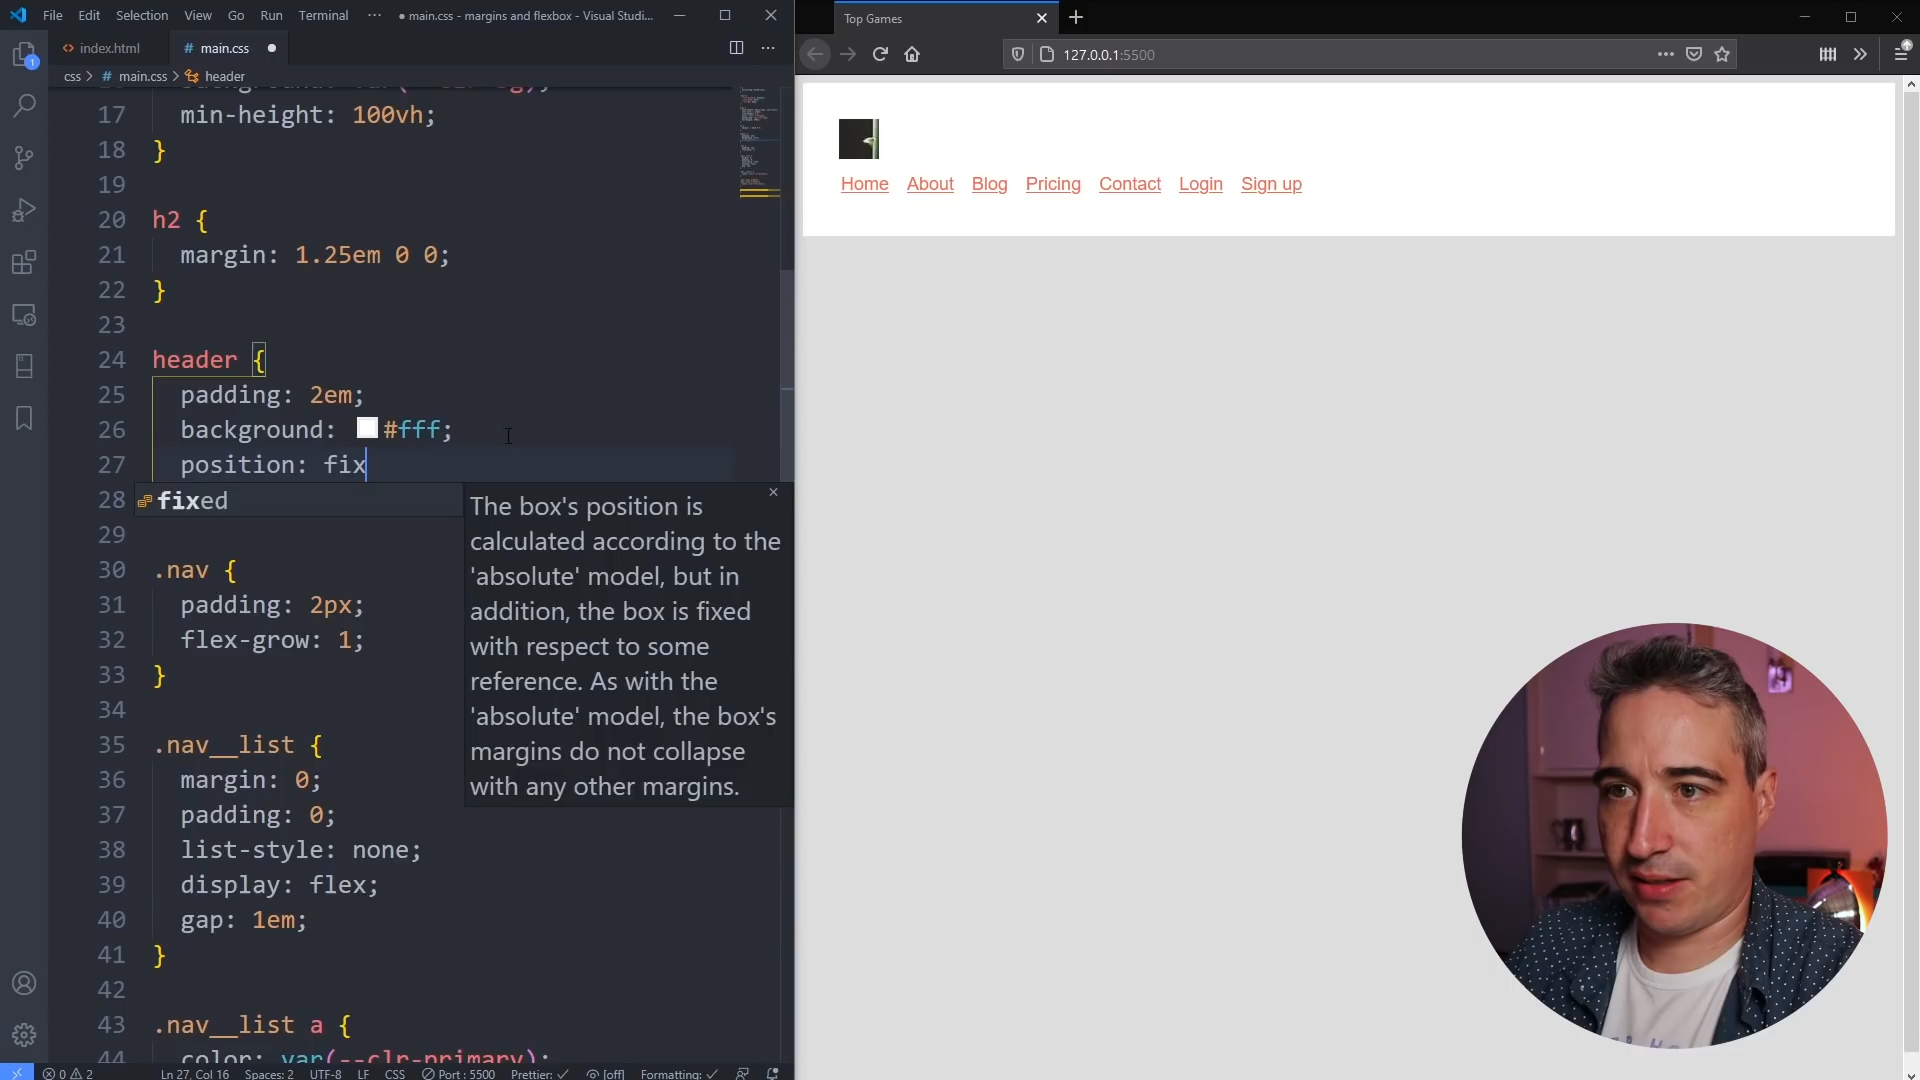 File Edit Selection View Go Run Terminal ··· ● main.css - margins and flexbox - Visual Studi...
<> index.html # main.css ●
css > # main.css > header
17 min-height: 100vh;
18 }
19
20 h2 {
21 margin: 1.25em 0 0;
22 }
23
24 header {
25 padding: 2em;
26 background: #fff;
27 position: fix
28 fixed
29
30 .nav {
31 padding: 2px;
32 flex-grow: 1;
33 }
34
35 .nav__list {
36 margin: 0;
37 padding: 0;
38 list-style: none;
39 display: flex;
40 gap: 1em;
41 }
42
43 .nav__list a {
44 color: var(--clr-primary);
The box's position is
calculated according to the
'absolute' model, but in
addition, the box is fixed
with respect to some
reference. As with the
'absolute' model, the box's
margins do not collapse
with any other margins.
1
0 2 Ln 27, Col 16 Spaces: 2 UTF-8 LF CSS Port : 5500 Prettier: ✓ [off] Formatting: ✓
Top Games
127.0.0.1:5500
Home About Blog Pricing Contact Login Sign up